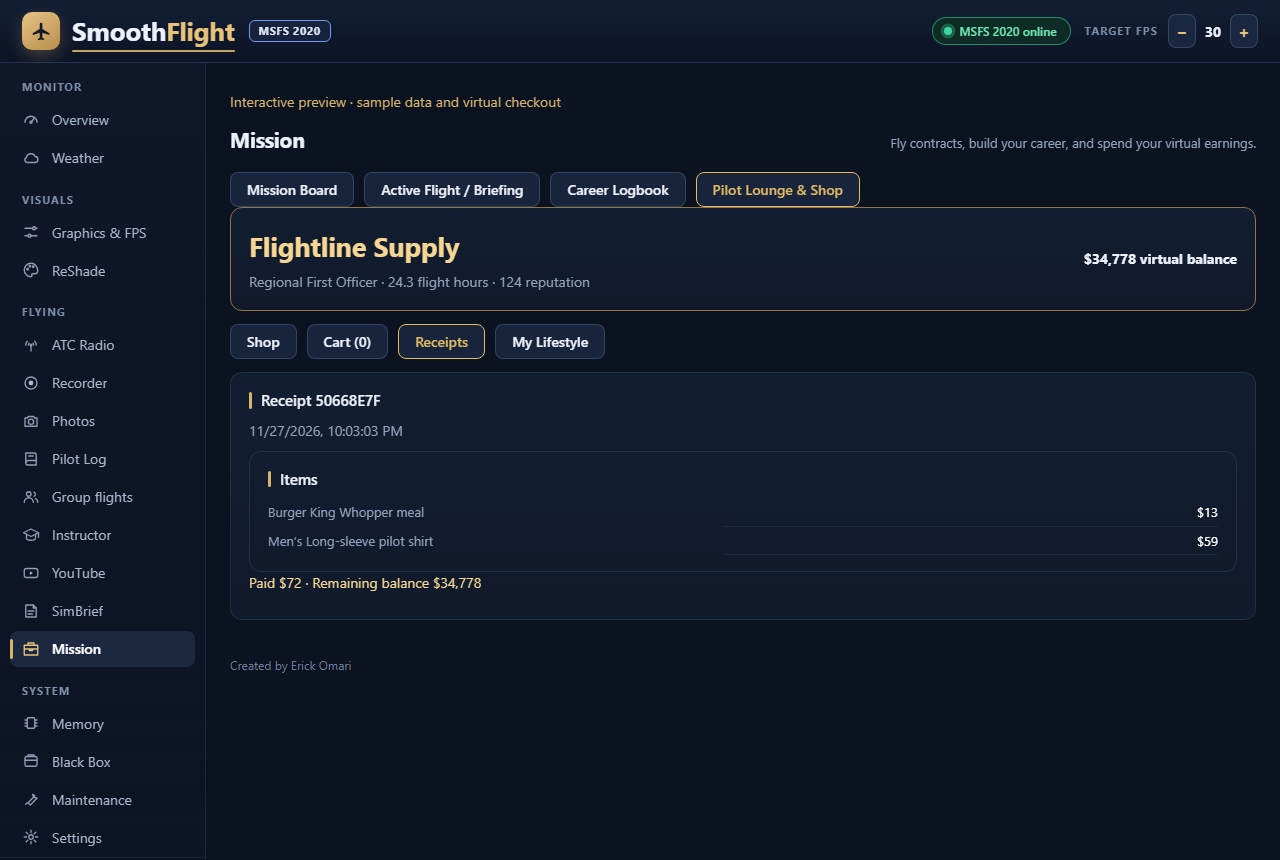 SmoothFlight
MSFS 2020
MSFS 2020 online
TARGET FPS
−
30
+
MONITOR
Overview
Weather
VISUALS
Graphics & FPS
ReShade
FLYING
ATC Radio
Recorder
Photos
Pilot Log
Group flights
Instructor
YouTube
SimBrief
Mission
SYSTEM
Memory
Black Box
Maintenance
Settings
Interactive preview · sample data and virtual checkout
Mission
Fly contracts, build your career, and spend your virtual earnings.
Mission Board
Active Flight / Briefing
Career Logbook
Pilot Lounge & Shop
Flightline Supply
Regional First Officer · 24.3 flight hours · 124 reputation
$34,778 virtual balance
Shop
Cart (0)
Receipts
My Lifestyle
Receipt 50668E7F
11/27/2026, 10:03:03 PM
Items
Burger King Whopper meal $13
Men's Long-sleeve pilot shirt $59
Paid $72 · Remaining balance $34,778
Created by Erick Omari